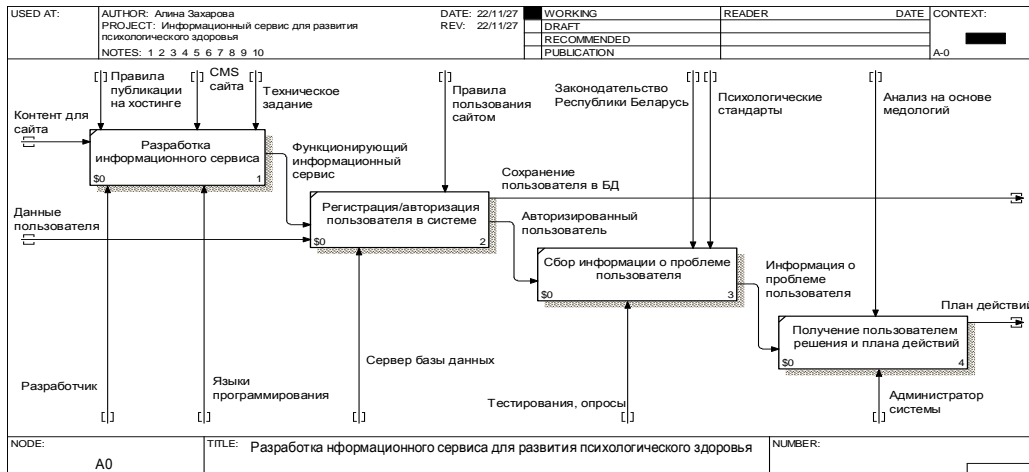 USED AT:
AUTHOR: Алина Захарова
DATE: 22/11/27
WORKING
READER
DATE
CONTEXT:
PROJECT: Информационный сервис для развития
психологического здоровья
REV: 22/11/27
DRAFT
RECOMMENDED
NOTES: 1 2 3 4 5 6 7 8 9 10
PUBLICATION
A-0
Правила
публикации
на хостинге
CMS
сайта
Техническое
задание
Правила
пользования
сайтом
Законодательство
Республики Беларусь
Психологические
стандарты
Анализ на основе
медологий
Контент для
сайта
Разработка
информационного сервиса
$0
1
Функционирующий
информационный
сервис
Сохранение
пользователя в БД
Данные
пользователя
Регистрация/авторизация
пользователя в системе
$0
2
Авторизированный
пользователь
Сбор информации о проблеме
пользователя
$0
3
Информация о
проблеме
пользователя
План действий
Получение пользователем
решения и плана действий
$0
4
Разработчик
Языки
программирования
Сервер базы данных
Тестирования, опросы
Администратор
системы
NODE:
A0
TITLE: Разработка нформационного сервиса для развития психологического здоровья
NUMBER: